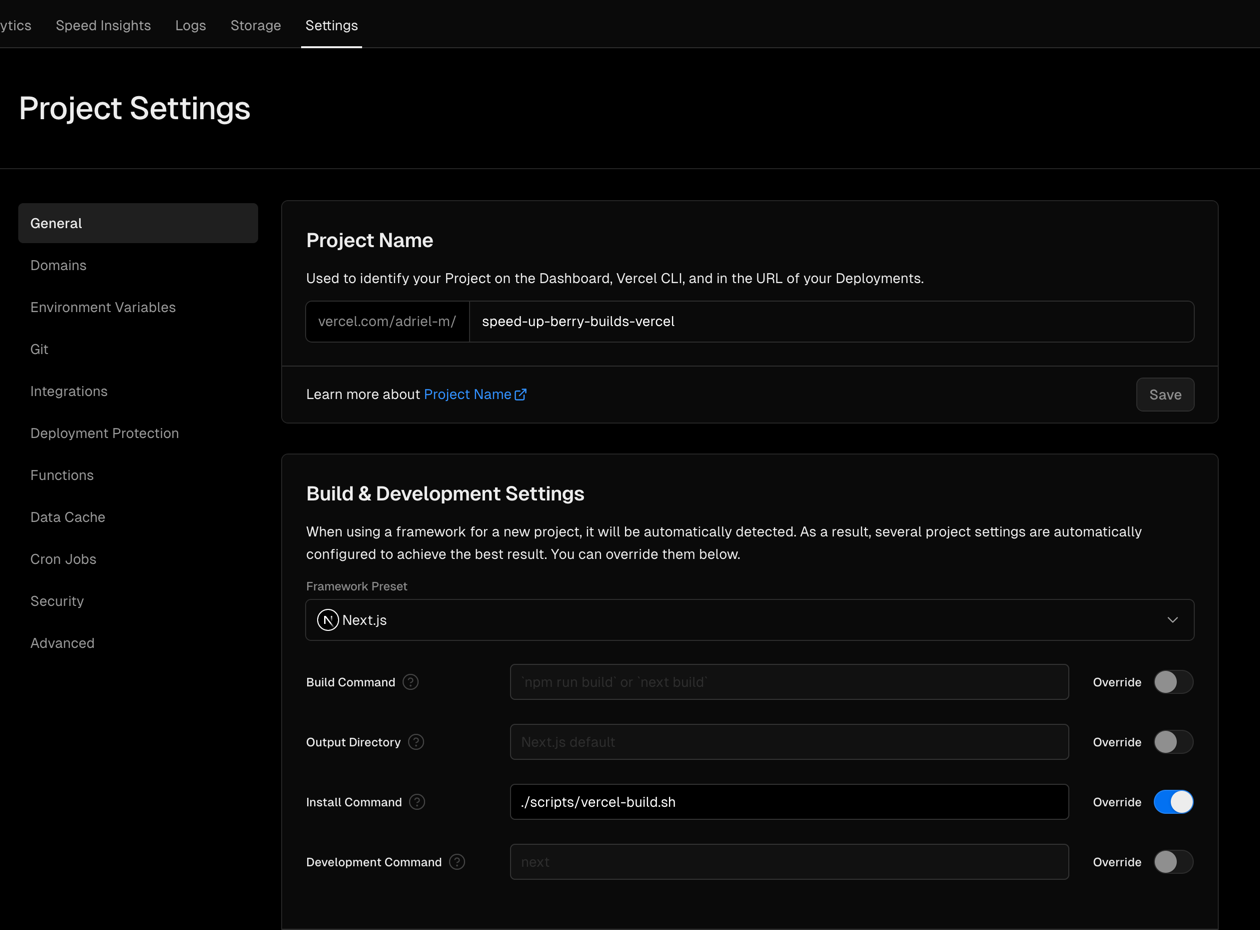 ytics Speed Insights Logs Storage Settings
Project Settings
General
Domains
Environment Variables
Git
Integrations
Deployment Protection
Functions
Data Cache
Cron Jobs
Security
Advanced
Project Name
Used to identify your Project on the Dashboard, Vercel CLI, and in the URL of your Deployments.
vercel.com/adriel-m/ speed-up-berry-builds-vercel
Learn more about Project Name
Save
Build & Development Settings
When using a framework for a new project, it will be automatically detected. As a result, several project settings are automatically
configured to achieve the best result. You can override them below.
Framework Preset
N Next.js
Build Command ? `npm run build` or `next build` Override
Output Directory ? Next.js default Override
Install Command ? ./scripts/vercel-build.sh Override
Development Command ? next Override